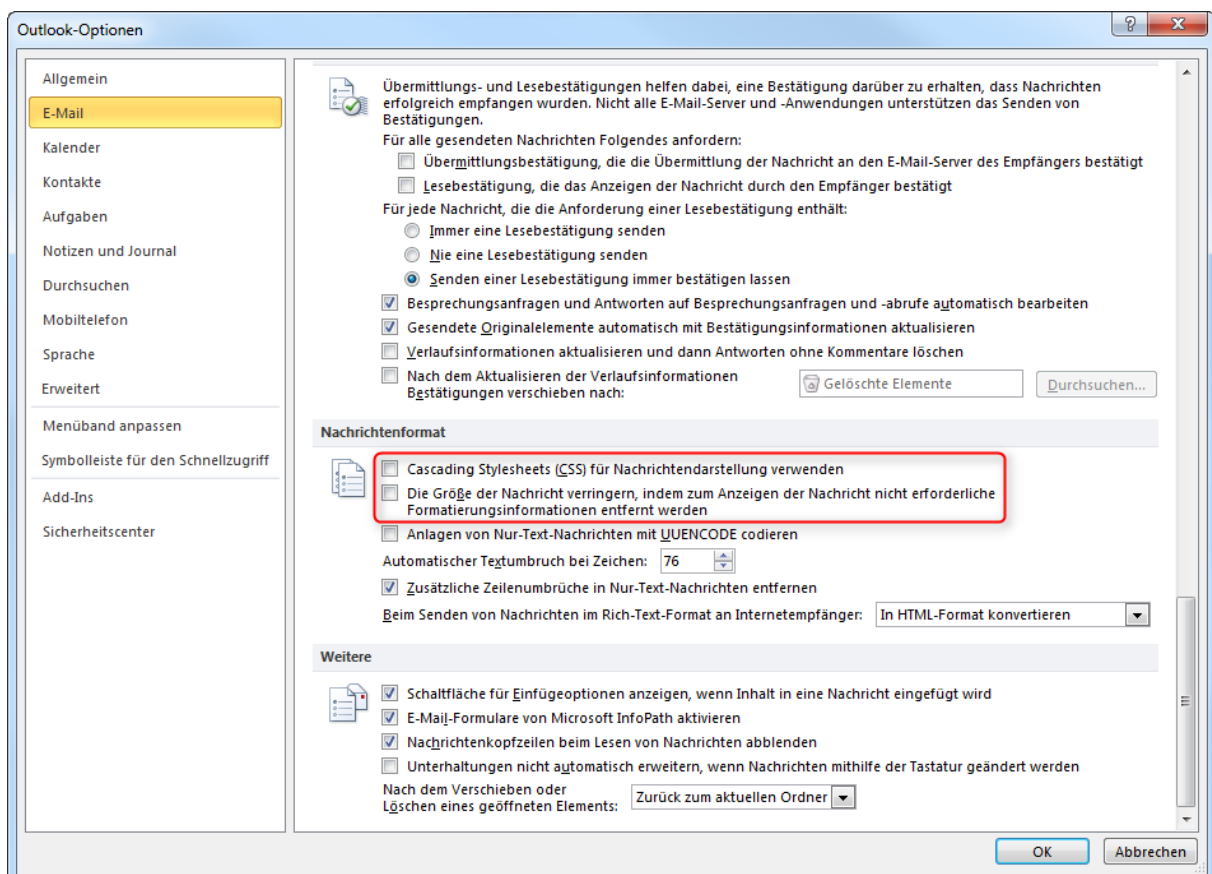 Outlook-Optionen
Allgemein
E-Mail
Kalender
Kontakte
Aufgaben
Notizen und Journal
Durchsuchen
Mobiltelefon
Sprache
Erweitert
Menüband anpassen
Symbolleiste für den Schnellzugriff
Add-Ins
Sicherheitscenter
Übermittlungs- und Lesebestätigungen helfen dabei, eine Bestätigung darüber zu erhalten, dass Nachrichten
erfolgreich empfangen wurden. Nicht alle E-Mail-Server und -Anwendungen unterstützen das Senden von
Bestätigungen.
Für alle gesendeten Nachrichten Folgendes anfordern:
Übermittlungsbestätigung, die die Übermittlung der Nachricht an den E-Mail-Server des Empfängers bestätigt
Lesebestätigung, die das Anzeigen der Nachricht durch den Empfänger bestätigt
Für jede Nachricht, die die Anforderung einer Lesebestätigung enthält:
Immer eine Lesebestätigung senden
Nie eine Lesebestätigung senden
Senden einer Lesebestätigung immer bestätigen lassen
Besprechungsanfragen und Antworten auf Besprechungsanfragen und -abrufe automatisch bearbeiten
Gesendete Originalelemente automatisch mit Bestätigungsinformationen aktualisieren
Verlaufsinformationen aktualisieren und dann Antworten ohne Kommentare löschen
Nach dem Aktualisieren der Verlaufsinformationen
Bestätigungen verschieben nach:
Gelöschte Elemente
Durchsuchen...
Nachrichtenformat
Cascading Stylesheets (CSS) für Nachrichtendarstellung verwenden
Die Größe der Nachricht verringern, indem zum Anzeigen der Nachricht nicht erforderliche
Formatierungsinformationen entfernt werden
Anlagen von Nur-Text-Nachrichten mit UUENCODE codieren
Automatischer Textumbruch bei Zeichen: 76
Zusätzliche Zeilenumbrüche in Nur-Text-Nachrichten entfernen
Beim Senden von Nachrichten im Rich-Text-Format an Internetempfänger: In HTML-Format konvertieren
Weitere
Schaltfläche für Einfügeoptionen anzeigen, wenn Inhalt in eine Nachricht eingefügt wird
E-Mail-Formulare von Microsoft InfoPath aktivieren
Nachrichtenkopfzeilen beim Lesen von Nachrichten abblenden
Unterhaltungen nicht automatisch erweitern, wenn Nachrichten mithilfe der Tastatur geändert werden
Nach dem Verschieben oder
Löschen eines geöffneten Elements: Zurück zum aktuellen Ordner
OK
Abbrechen